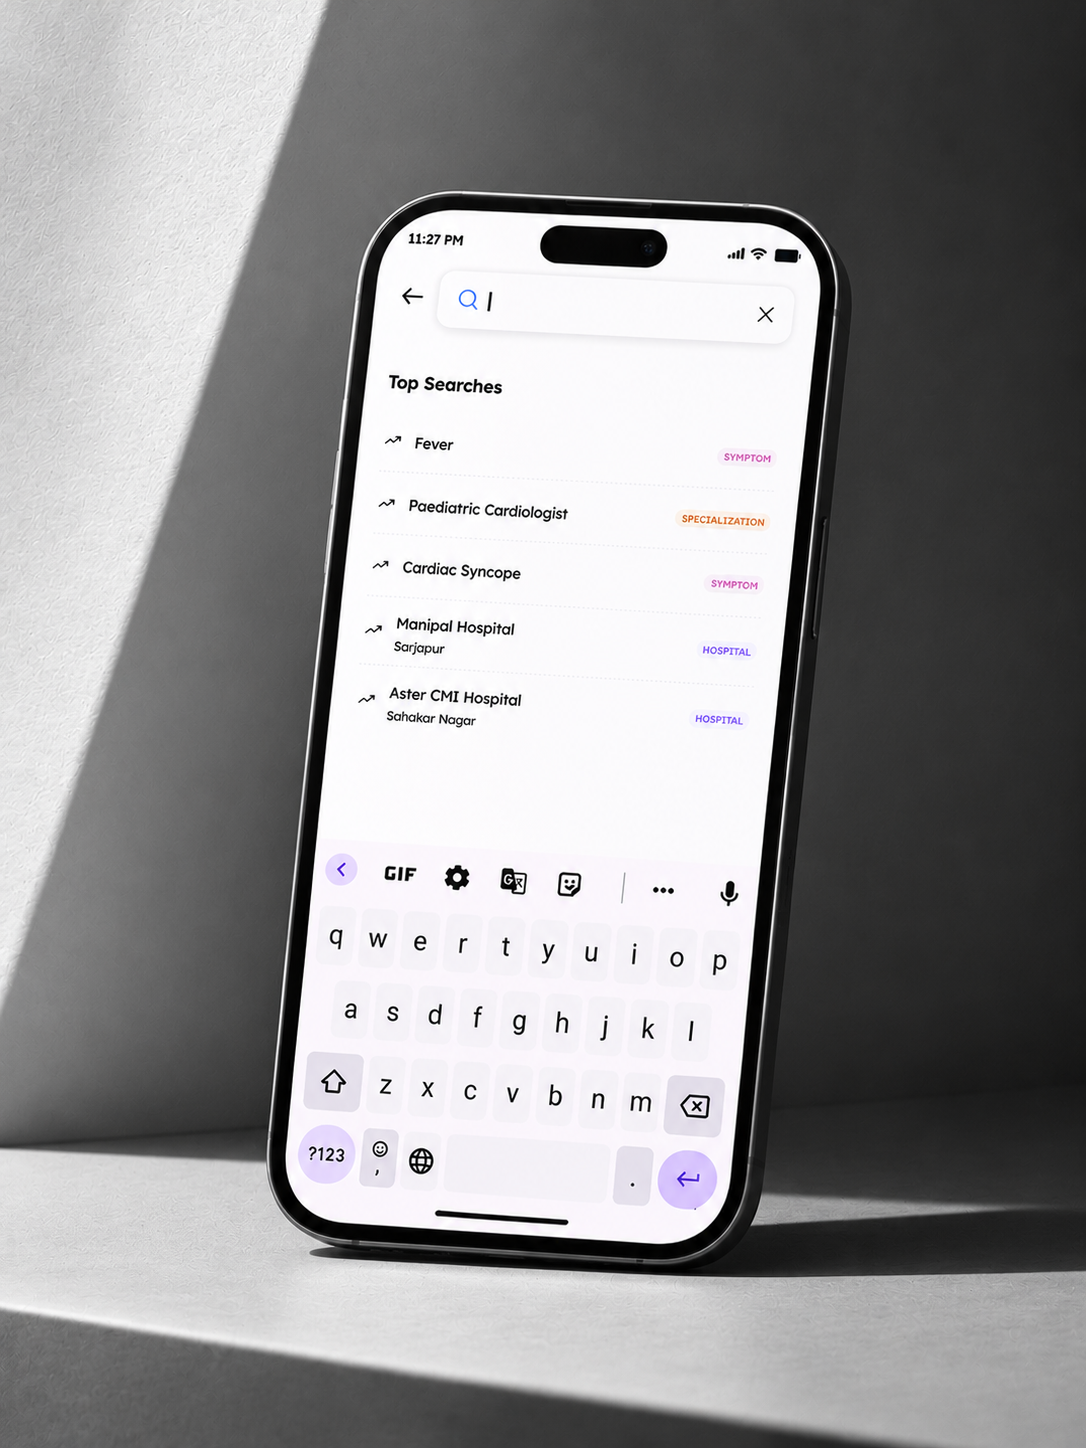 11:27 PM
Top Searches
Fever
SYMPTOM
Paediatric Cardiologist
SPECIALIZATION
Cardiac Syncope
SYMPTOM
Manipal Hospital
Sarjapur
HOSPITAL
Aster CMI Hospital
Sahakar Nagar
HOSPITAL
GIF
q w e r t y u i o p
a s d f g h j k l
z x c v b n m
?123 , .